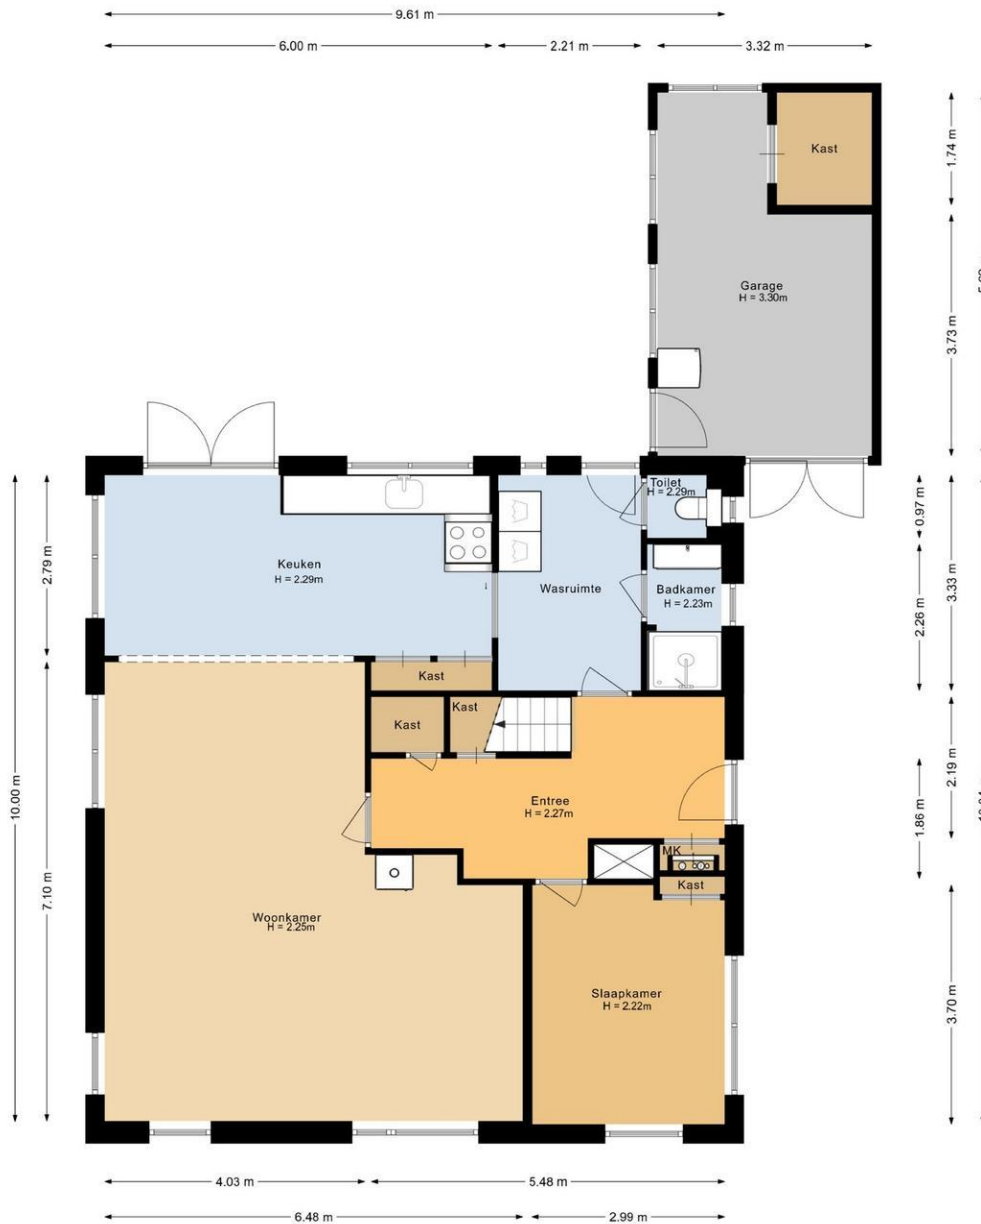 9.61 m
6.00 m
2.21 m
3.32 m
Kast
1.74 m
Garage
H = 3.30m
3.73 m
Toilet
H = 2.29m
0.97 m
2.79 m
Keuken
H = 2.29m
Wasruimte
Badkamer
H = 2.23m
2.26 m
3.33 m
Kast
Kast
Kast
2.19 m
Entree
H = 2.27m
1.86 m
10.00 m
MK
Kast
7.10 m
Woonkamer
H = 2.25m
Slaapkamer
H = 2.22m
3.70 m
4.03 m
5.48 m
6.48 m
2.99 m